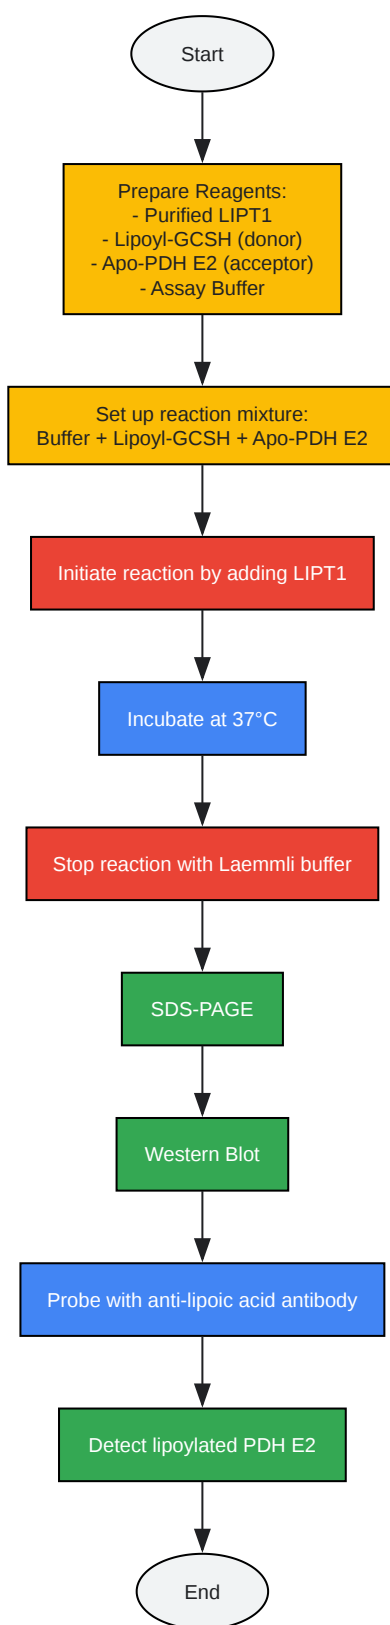 Start
Prepare Reagents:
- Purified LIPT1
- Lipoyl-GCSH (donor)
- Apo-PDH E2 (acceptor)
- Assay Buffer
Set up reaction mixture:
Buffer + Lipoyl-GCSH + Apo-PDH E2
Initiate reaction by adding LIPT1
Incubate at 37°C
Stop reaction with Laemmli buffer
SDS-PAGE
Western Blot
Probe with anti-lipoic acid antibody
Detect lipoylated PDH E2
End